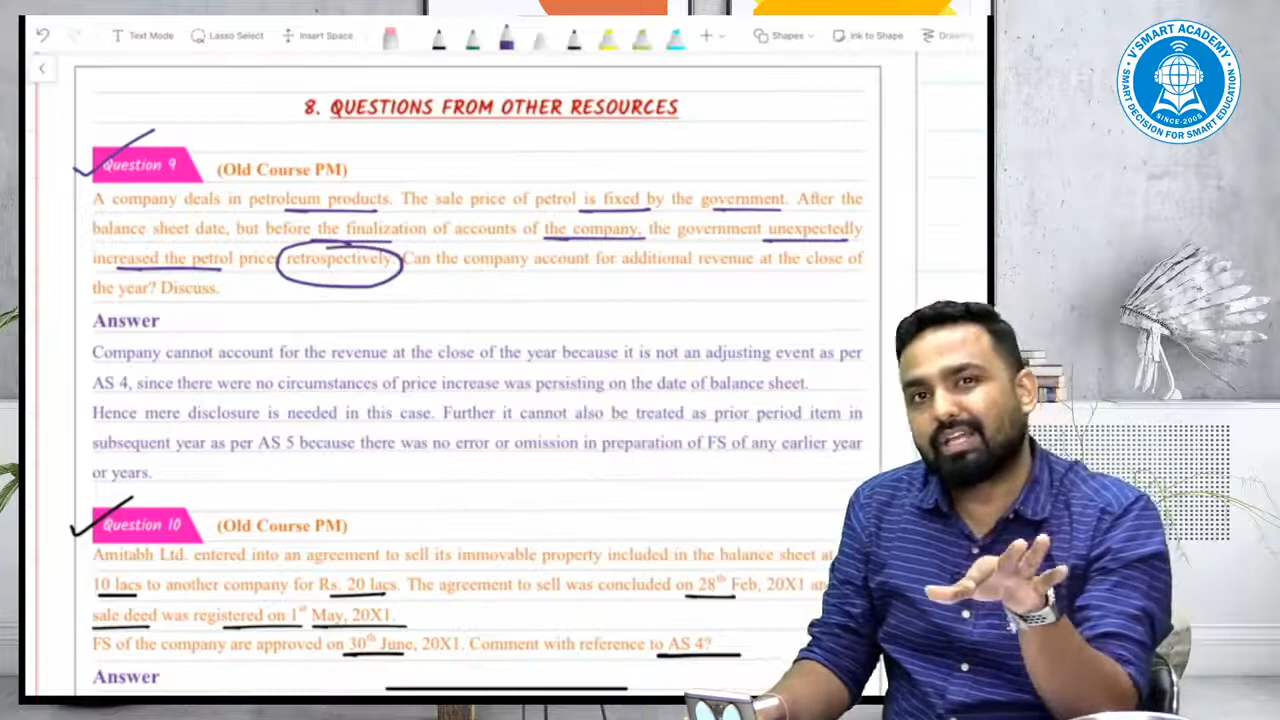 Text Mode
Lasso Select
Insert Space
Shapes
Ink to Shape
V'SMART ACADEMY
SMART DECISION FOR SMART EDUCATION
SINCE-2005
8. QUESTIONS FROM OTHER RESOURCES
Question 9 (Old Course PM)
A company deals in petroleum products. The sale price of petrol is fixed by the government. After the
balance sheet date, but before the finalization of accounts of the company, the government unexpectedly
increased the petrol price retrospectively. Can the company account for additional revenue at the close of
the year? Discuss.
Answer
Company cannot account for the revenue at the close of the year because it is not an adjusting event as per
AS 4, since there were no circumstances of price increase was persisting on the date of balance sheet.
Hence mere disclosure is needed in this case. Further it cannot also be treated as prior period item in
subsequent year as per AS 5 because there was no error or omission in preparation of FS of any earlier year
or years.
Question 10 (Old Course PM)
Amitabh Ltd. entered into an agreement to sell its immovable property included in the balance sheet at
10 lacs to another company for Rs. 20 lacs. The agreement to sell was concluded on 28th Feb, 20X1
sale deed was registered on 1st May, 20X1.
FS of the company are approved on 30th June, 20X1. Comment with reference to AS 4?
Answer